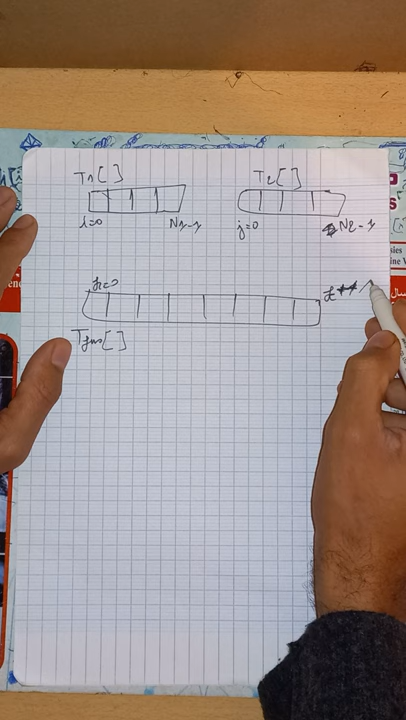 T1[ ] T2[ ]
i=0 N1-1 j=0 N2-1
k=0
Tfus[ ]